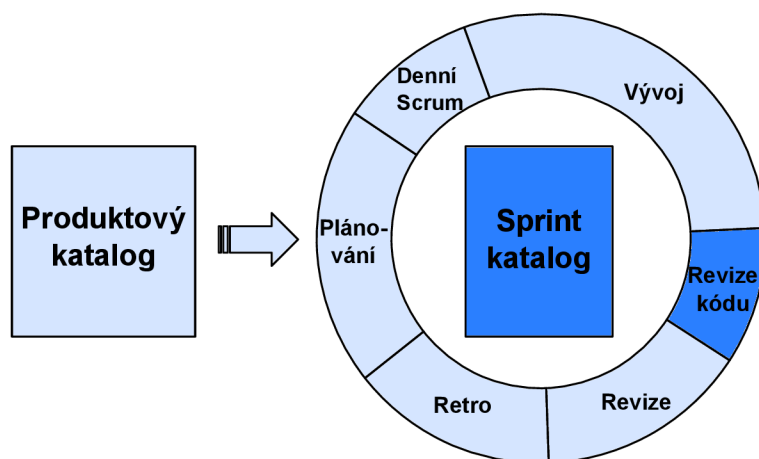 Produktový
katalog
Pláno-
vání
Denní
Scrum
Vývoj
Revize
kódu
Revize
Retro
Sprint
katalog